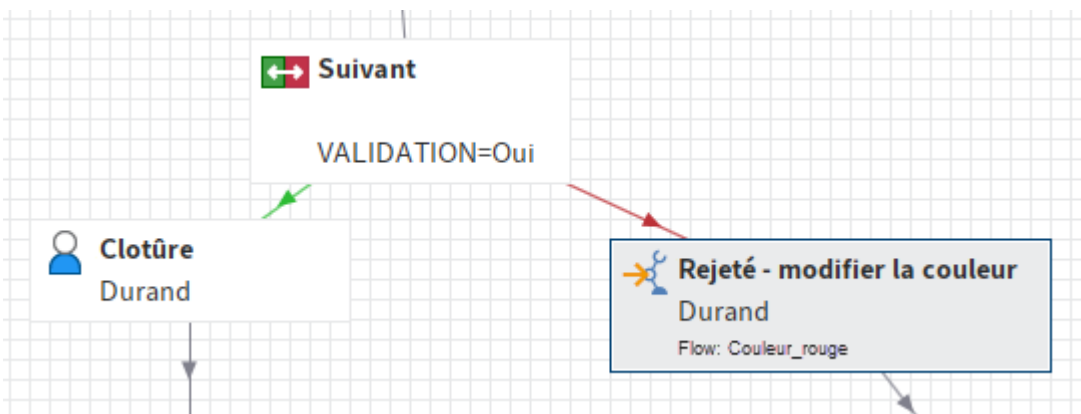 Suivant
VALIDATION=Oui
Clotûre
Durand
Rejeté - modifier la couleur
Durand
Flow: Couleur_rouge